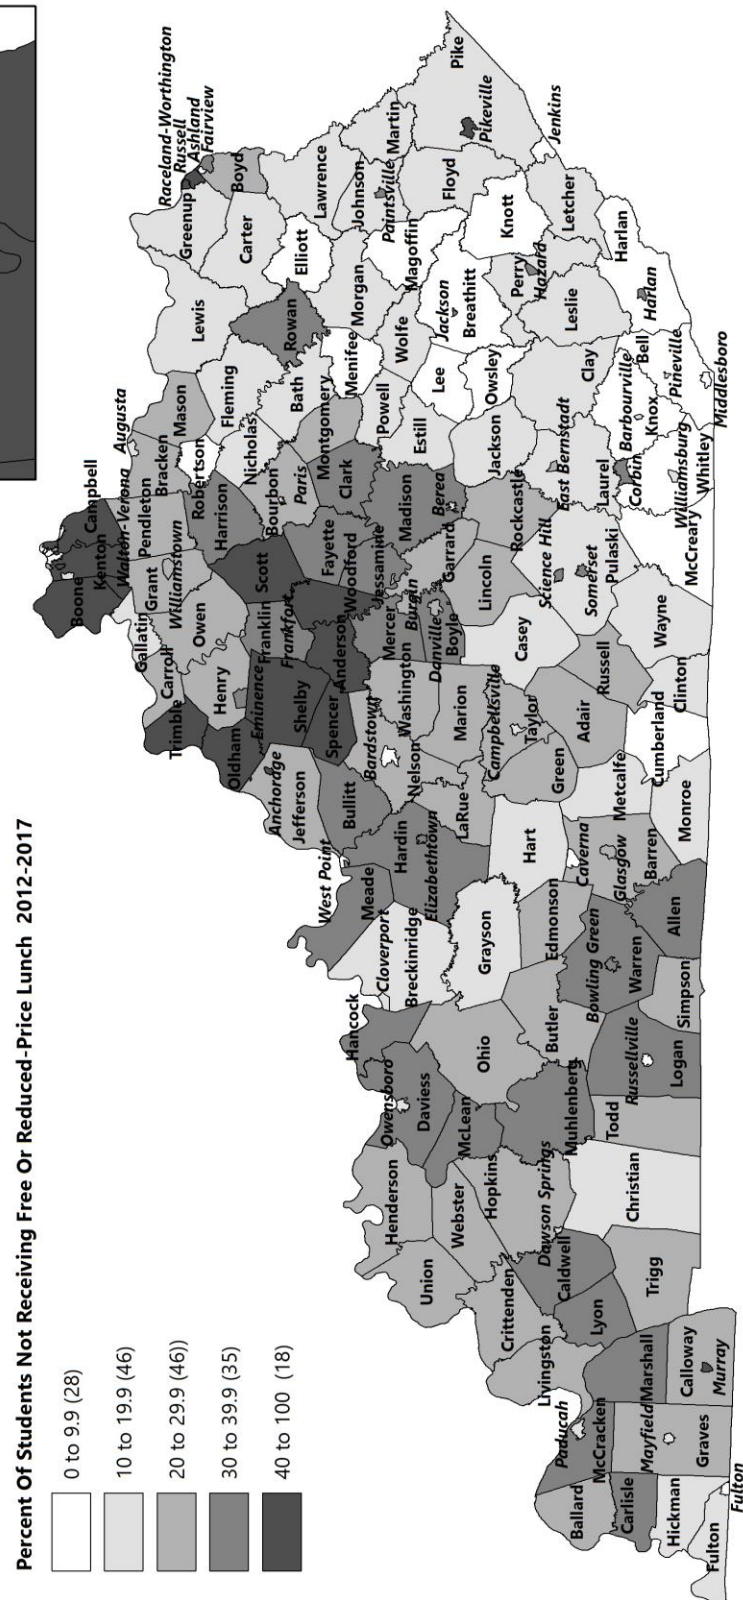 Percent Of Students Not Receiving Free Or Reduced-Price Lunch 2012-2017
0 to 9.9 (28)
10 to 19.9 (46)
20 to 29.9 (46))
30 to 39.9 (35)
40 to 100 (18)
Raceland-Worthington
Russell
Ashland
Fairview
Greenup
Boyd
Lewis
Carter
Lawrence
Elliott
Rowan
Johnson
Martin
Paintsville
Pike
Pikeville
Jenkins
Floyd
Magoffin
Morgan
Menifee
Wolfe
Knott
Letcher
Perry
Hazard
Jackson
Breathitt
Leslie
Harlan
Harlan
Lee
Owsley
Clay
Bell
Pineville
Middlesboro
Knox
Barbourville
Augusta
Mason
Bracken
Fleming
Robertson
Bath
Nicholas
Montgomery
Powell
Estill
Jackson
East Bernstadt
Laurel
Corbin
Williamsburg
Whitley
McCreary
Campbell
Kenton
Boone
Walton-Verona
Pendleton
Grant
Williamstown
Harrison
Bourbon
Paris
Clark
Madison
Berea
Rockcastle
Gallatin
Carroll
Owen
Scott
Fayette
Woodford
Jessamine
Garrard
Lincoln
Science Hill
Somerset
Pulaski
Trimble
Henry
Eminence
Franklin
Frankfort
Anderson
Mercer
Burgin
Danville
Boyle
Casey
Wayne
Oldham
Shelby
Spencer
Washington
Marion
Russell
Clinton
Anchorage
Jefferson
Bullitt
Bardstown
Nelson
Campbellsville
Taylor
Adair
Cumberland
LaRue
Green
Metcalfe
Monroe
West Point
Meade
Hardin
Elizabethtown
Hart
Caverna
Glasgow
Barren
Cloverport
Breckinridge
Grayson
Edmonson
Bowling Green
Warren
Allen
Hancock
Ohio
Butler
Simpson
Owensboro
Daviess
McLean
Muhlenberg
Russellville
Logan
Todd
Henderson
Webster
Hopkins
Dawson Springs
Christian
Union
Crittenden
Caldwell
Trigg
Livingston
Lyon
Paducah
McCracken
Marshall
Calloway
Murray
Ballard
Carlisle
Mayfield
Graves
Hickman
Fulton
Fulton